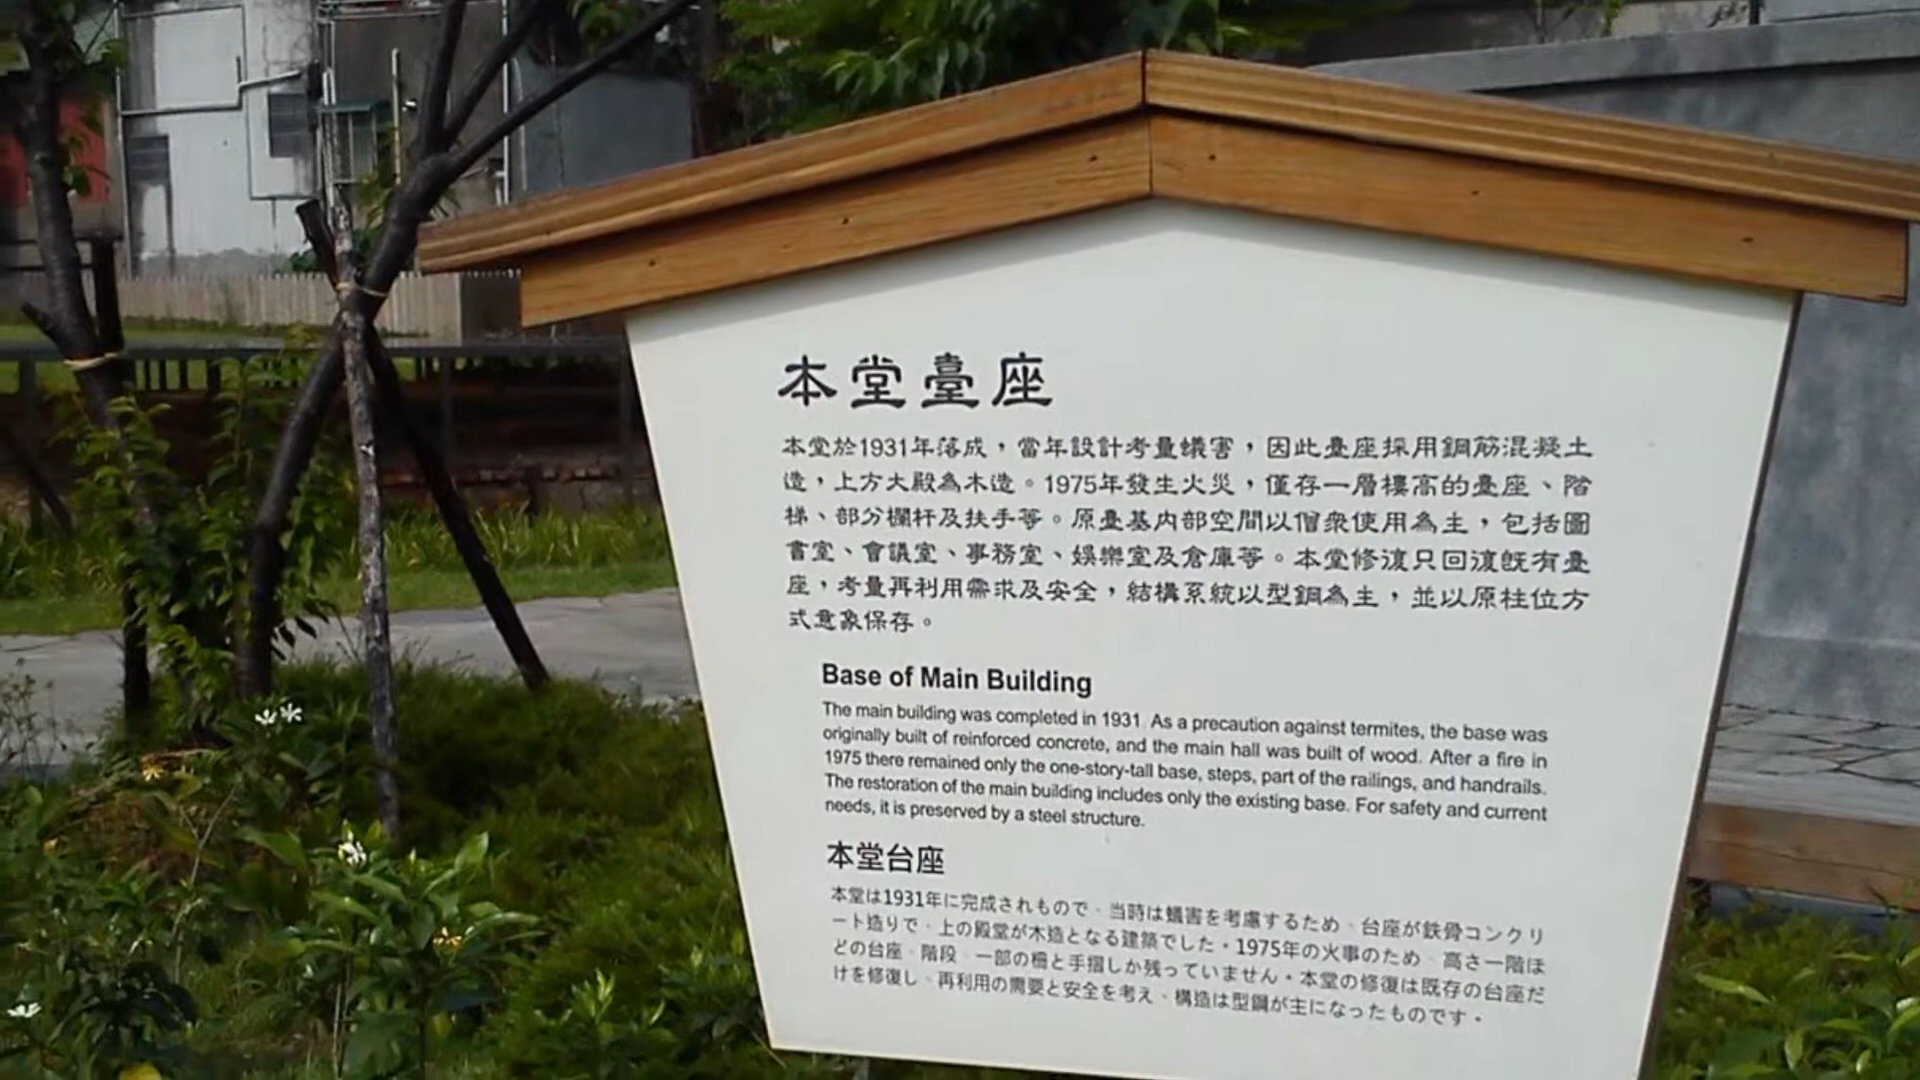 本堂臺座
本堂於1931年落成，當年設計考量蟻害，因此臺座採用鋼筋混凝土
造，上方大殿為木造。1975年發生火災，僅存一層樓高的臺座、階
梯、部分欄杆及扶手等。原臺基內部空間以僧眾使用為主，包括圖
書室、會議室、事務室、娛樂室及倉庫等。本堂修復只回復既有臺
座，考量再利用需求及安全，結構系統以型鋼為主，並以原柱位方
式意象保存。
Base of Main Building
The main building was completed in 1931. As a precaution against termites, the base was
originally built of reinforced concrete, and the main hall was built of wood. After a fire in
1975 there remained only the one-story-tall base, steps, part of the railings, and handrails.
The restoration of the main building includes only the existing base. For safety and current
needs, it is preserved by a steel structure.
本堂台座
本堂は1931年に完成されもので、当時は蟻害を考慮するため、台座が鉄骨コンクリ
ート造りで、上の殿堂が木造となる建築でした。1975年の火事のため、高さ一階ほ
どの台座、階段、一部の柵と手摺しか残っていません。本堂の修復は既存の台座だ
けを修復し、再利用の需要と安全を考え、構造は型鋼が主になったものです。